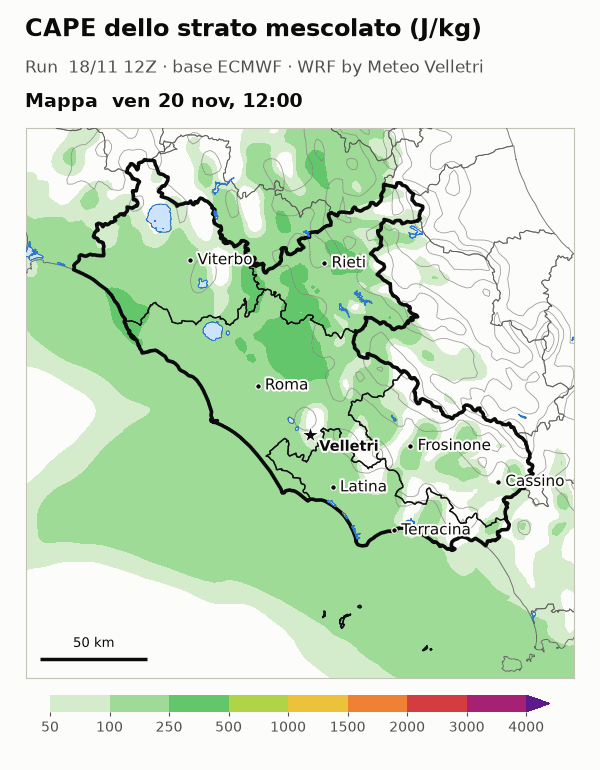 CAPE dello strato mescolato (J/kg)
Run  18/11 12Z · base ECMWF · WRF by Meteo Velletri
Mappa  ven 20 nov, 12:00
Viterbo
Rieti
Roma
Velletri
Frosinone
Cassino
Latina
Terracina
50 km
50 100 250 500 1000 1500 2000 3000 4000